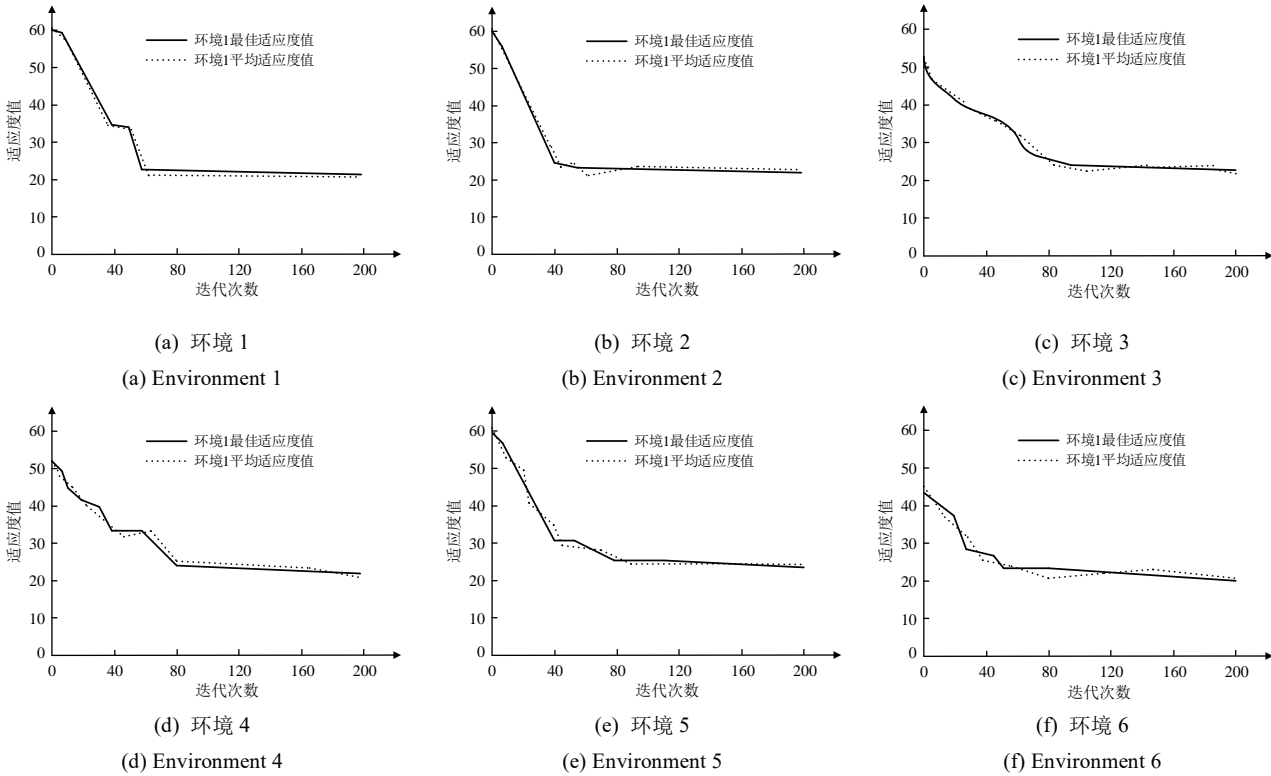 60
50
40
30
20
10
0
适应度值
环境1最佳适应度值
环境1平均适应度值
0 40 80 120 160 200
迭代次数
(a) 环境 1
(a) Environment 1
60
50
40
30
20
10
0
适应度值
环境1最佳适应度值
环境1平均适应度值
0 40 80 120 160 200
迭代次数
(b) 环境 2
(b) Environment 2
60
50
40
30
20
10
0
适应度值
环境1最佳适应度值
环境1平均适应度值
0 40 80 120 160 200
迭代次数
(c) 环境 3
(c) Environment 3
60
50
40
30
20
10
0
适应度值
环境1最佳适应度值
环境1平均适应度值
0 40 80 120 160 200
迭代次数
(d) 环境 4
(d) Environment 4
60
50
40
30
20
10
0
适应度值
环境1最佳适应度值
环境1平均适应度值
0 40 80 120 160 200
迭代次数
(e) 环境 5
(e) Environment 5
60
50
40
30
20
10
0
适应度值
环境1最佳适应度值
环境1平均适应度值
0 40 80 120 160 200
迭代次数
(f) 环境 6
(f) Environment 6